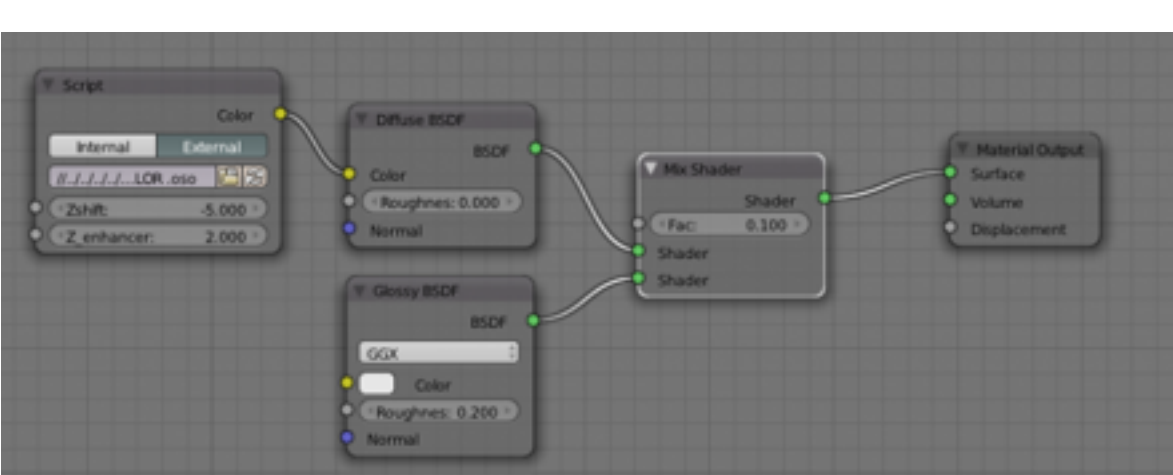 Script
Color
Internal External
//../../../...LOR .oso
Zshift: -5.000
Z_enhancer: 2.000
Diffuse BSDF
BSDF
Color
Roughnes: 0.000
Normal
Glossy BSDF
BSDF
GGX
Color
Roughnes: 0.200
Normal
Mix Shader
Shader
Fac: 0.100
Shader
Shader
Material Output
Surface
Volume
Displacement